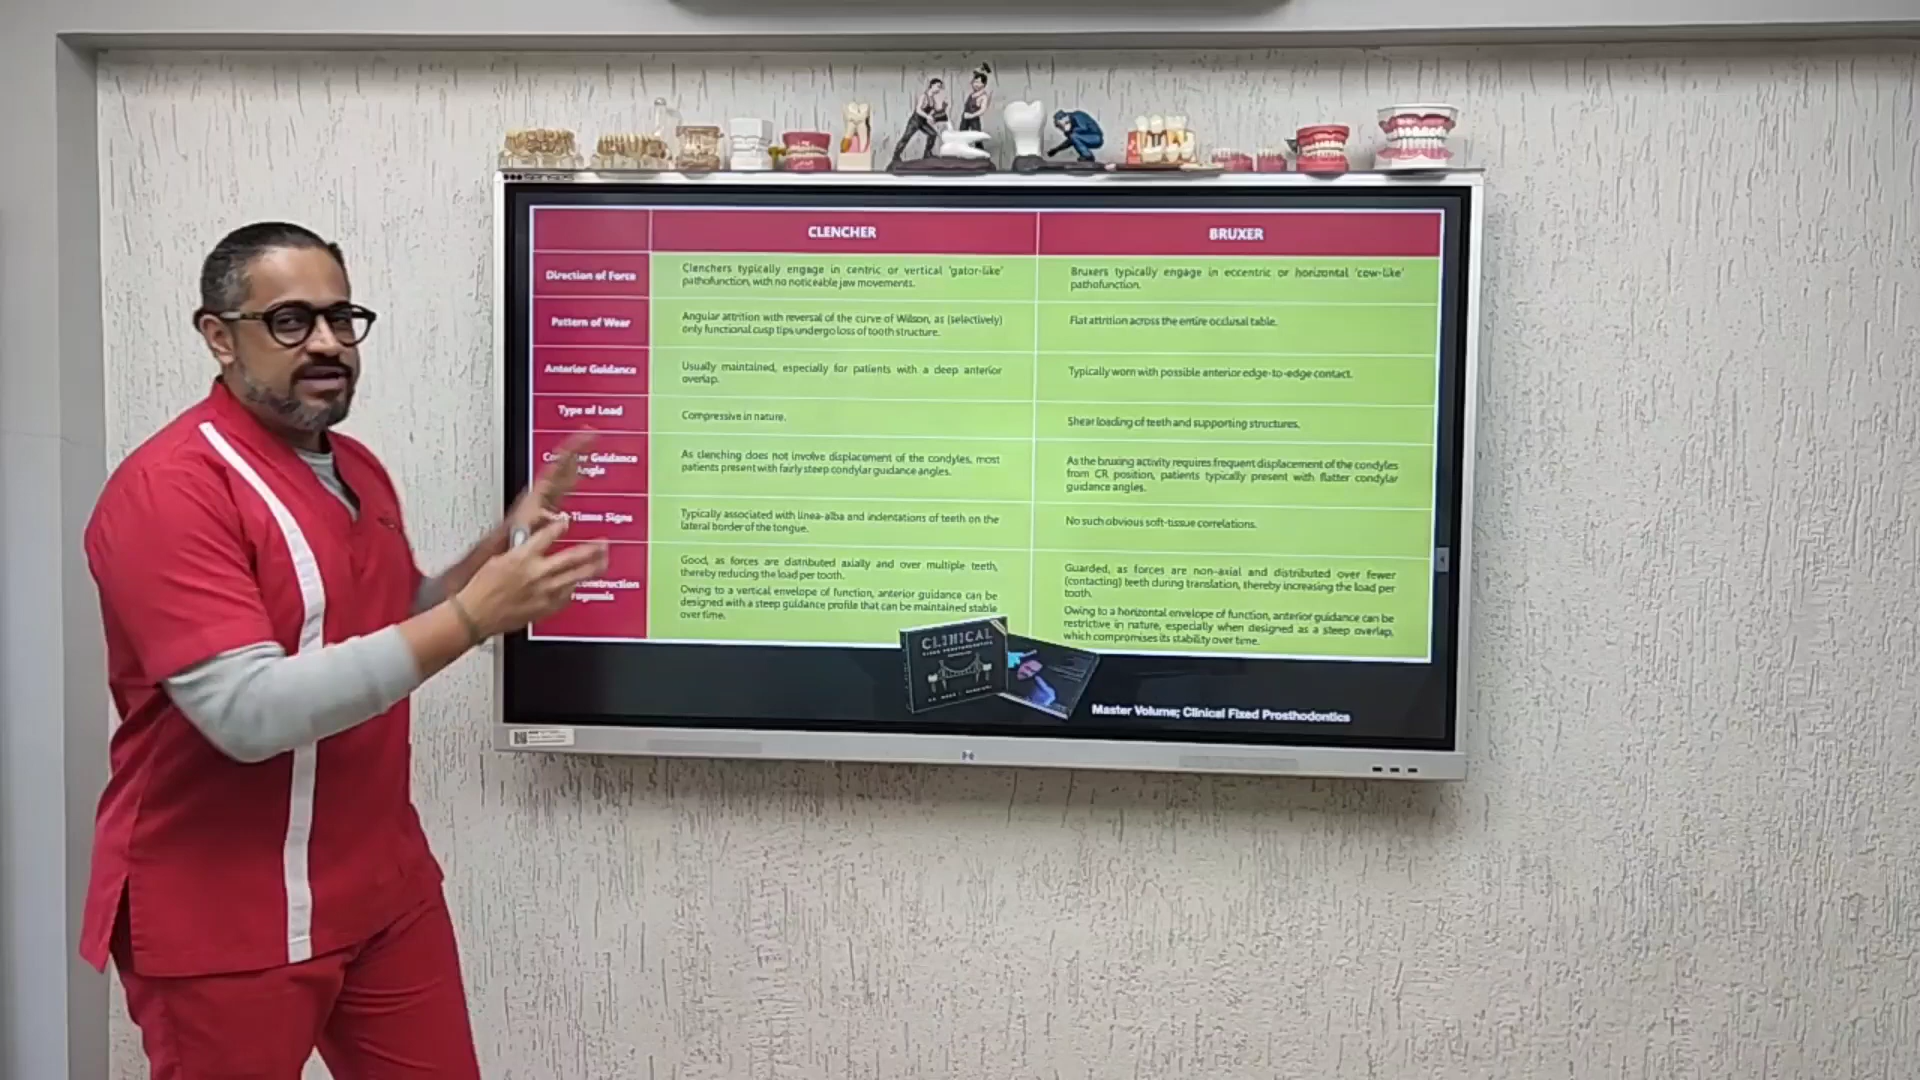 CLENCHER
BRUXER
Direction of Force
Clenchers typically engage in centric or vertical 'gator-like'
pathofunction, with no noticeable jaw movements.
Bruxers typically engage in eccentric or horizontal 'cow-like'
pathofunction.
Pattern of Wear
Angular attrition with reversal of the curve of Wilson, as (selectively)
only functional cusp tips undergo loss of tooth structure.
Flat attrition across the entire occlusal table.
Anterior Guidance
Usually maintained, especially for patients with a deep anterior
overlap.
Typically worn with possible anterior edge-to-edge contact.
Type of Load
Compressive in nature.
Shear loading of teeth and supporting structures.
Guidance
Angle
As clenching does not involve displacement of the condyles, most
patients present with fairly steep condylar guidance angles.
As the bruxing activity requires frequent displacement of the condyles
from CR position, patients typically present with flatter condylar
guidance angles.
-Tissue Signs
Typically associated with linea-alba and indentations of teeth on the
lateral border of the tongue.
No such obvious soft-tissue correlations.
construction
rognosis
Good, as forces are distributed axially and over multiple teeth,
thereby reducing the load per tooth.
Owing to a vertical envelope of function, anterior guidance can be
designed with a steep guidance profile that can be maintained stable
over time.
Guarded, as forces are non-axial and distributed over fewer
(contacting) teeth during translation, thereby increasing the load per
tooth.
Owing to a horizontal envelope of function, anterior guidance can be
restrictive in nature, especially when designed as a steep overlap,
which compromises its stability over time.
CLINICAL
FIXED PROSTHODONTICS
Master Volume; Clinical Fixed Prosthodontics